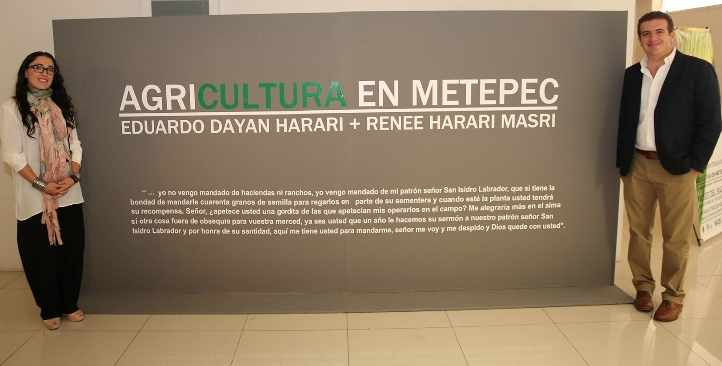 AGRICULTURA EN METEPEC
EDUARDO DAYAN HARARI + RENEE HARARI MASRI
" ... yo no vengo mandado de haciendas ni ranchos, yo vengo mandado de mi patrón señor San Isidro Labrador, que si tiene la
bondad de mandarle cuarenta granos de semilla para regarlos en parte de su sementera y cuando esté la planta usted tendrá
su recompensa. Señor, ¿apetece usted una gordita de las que apetecían mis operarios en el campo? Me alegraría más en el alma
si otra cosa fuera de obsequio para vuestra merced, ya sea usted que un año le hacemos su sermón a nuestro patrón señor San
Isidro Labrador y por honra de su santidad, aquí me tiene usted para mandarme, señor me voy y me despido y Dios quede con usted".